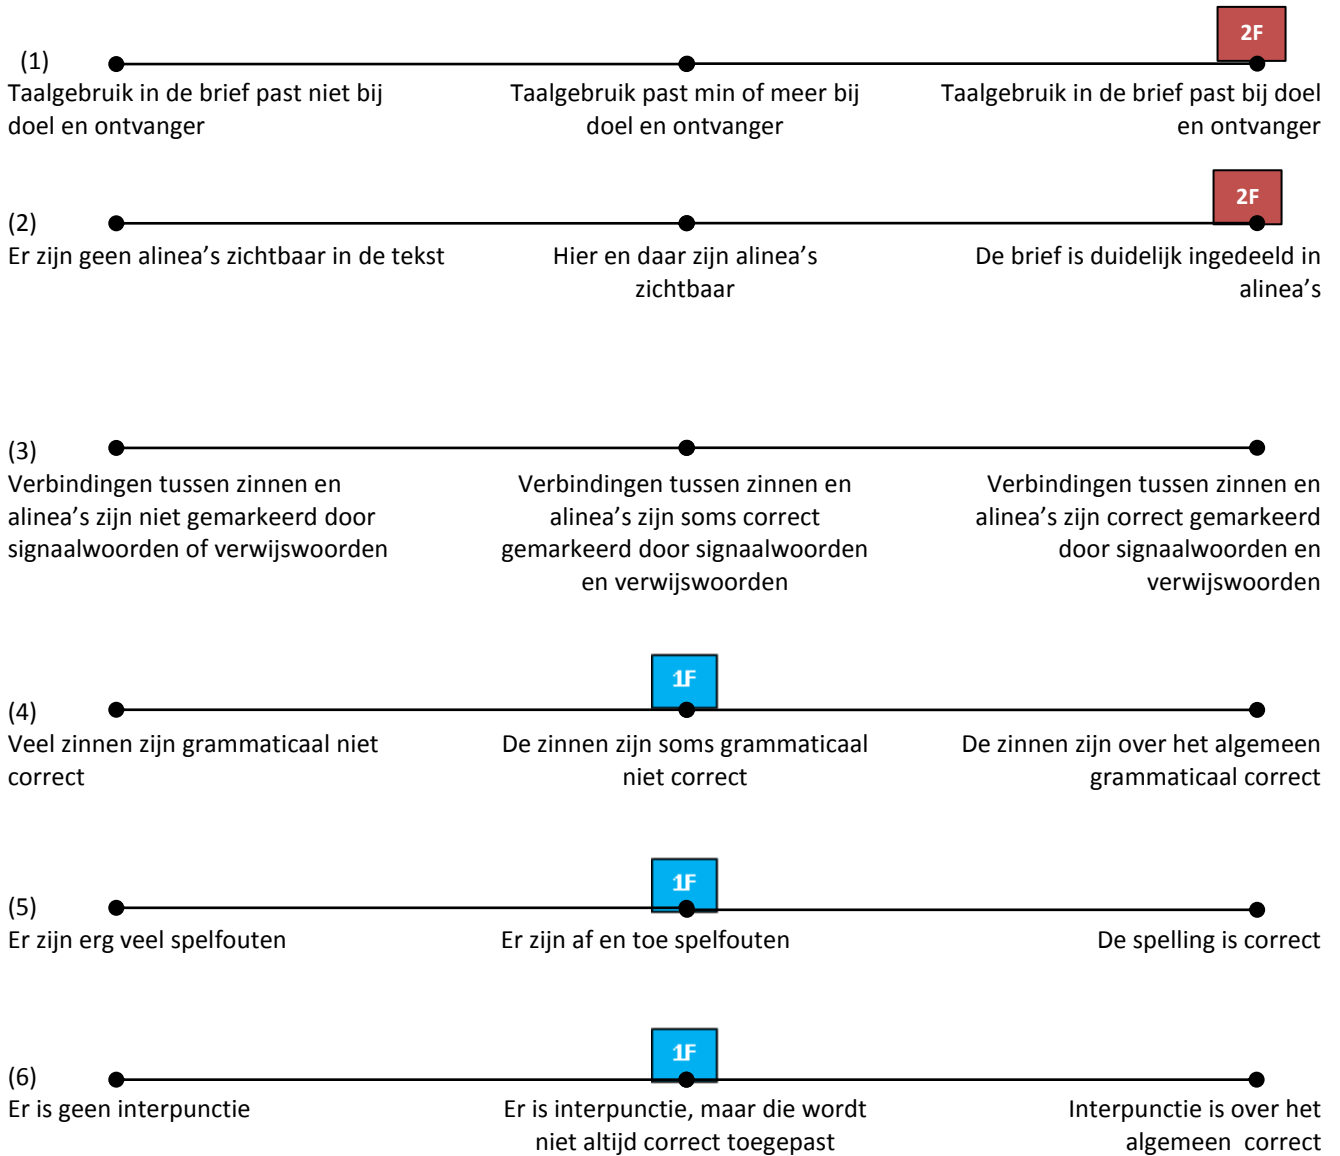 2F
(1)
Taalgebruik in de brief past niet bij
doel en ontvanger
Taalgebruik past min of meer bij
doel en ontvanger
Taalgebruik in de brief past bij doel
en ontvanger
2F
(2)
Er zijn geen alinea’s zichtbaar in de tekst
Hier en daar zijn alinea’s
zichtbaar
De brief is duidelijk ingedeeld in
alinea’s
(3)
Verbindingen tussen zinnen en
alinea’s zijn niet gemarkeerd door
signaalwoorden of verwijswoorden
Verbindingen tussen zinnen en
alinea’s zijn soms correct
gemarkeerd door signaalwoorden
en verwijswoorden
Verbindingen tussen zinnen en
alinea’s zijn correct gemarkeerd
door signaalwoorden en
verwijswoorden
1F
(4)
Veel zinnen zijn grammaticaal niet
correct
De zinnen zijn soms grammaticaal
niet correct
De zinnen zijn over het algemeen
grammaticaal correct
1F
(5)
Er zijn erg veel spelfouten
Er zijn af en toe spelfouten
De spelling is correct
1F
(6)
Er is geen interpunctie
Er is interpunctie, maar die wordt
niet altijd correct toegepast
Interpunctie is over het
algemeen correct